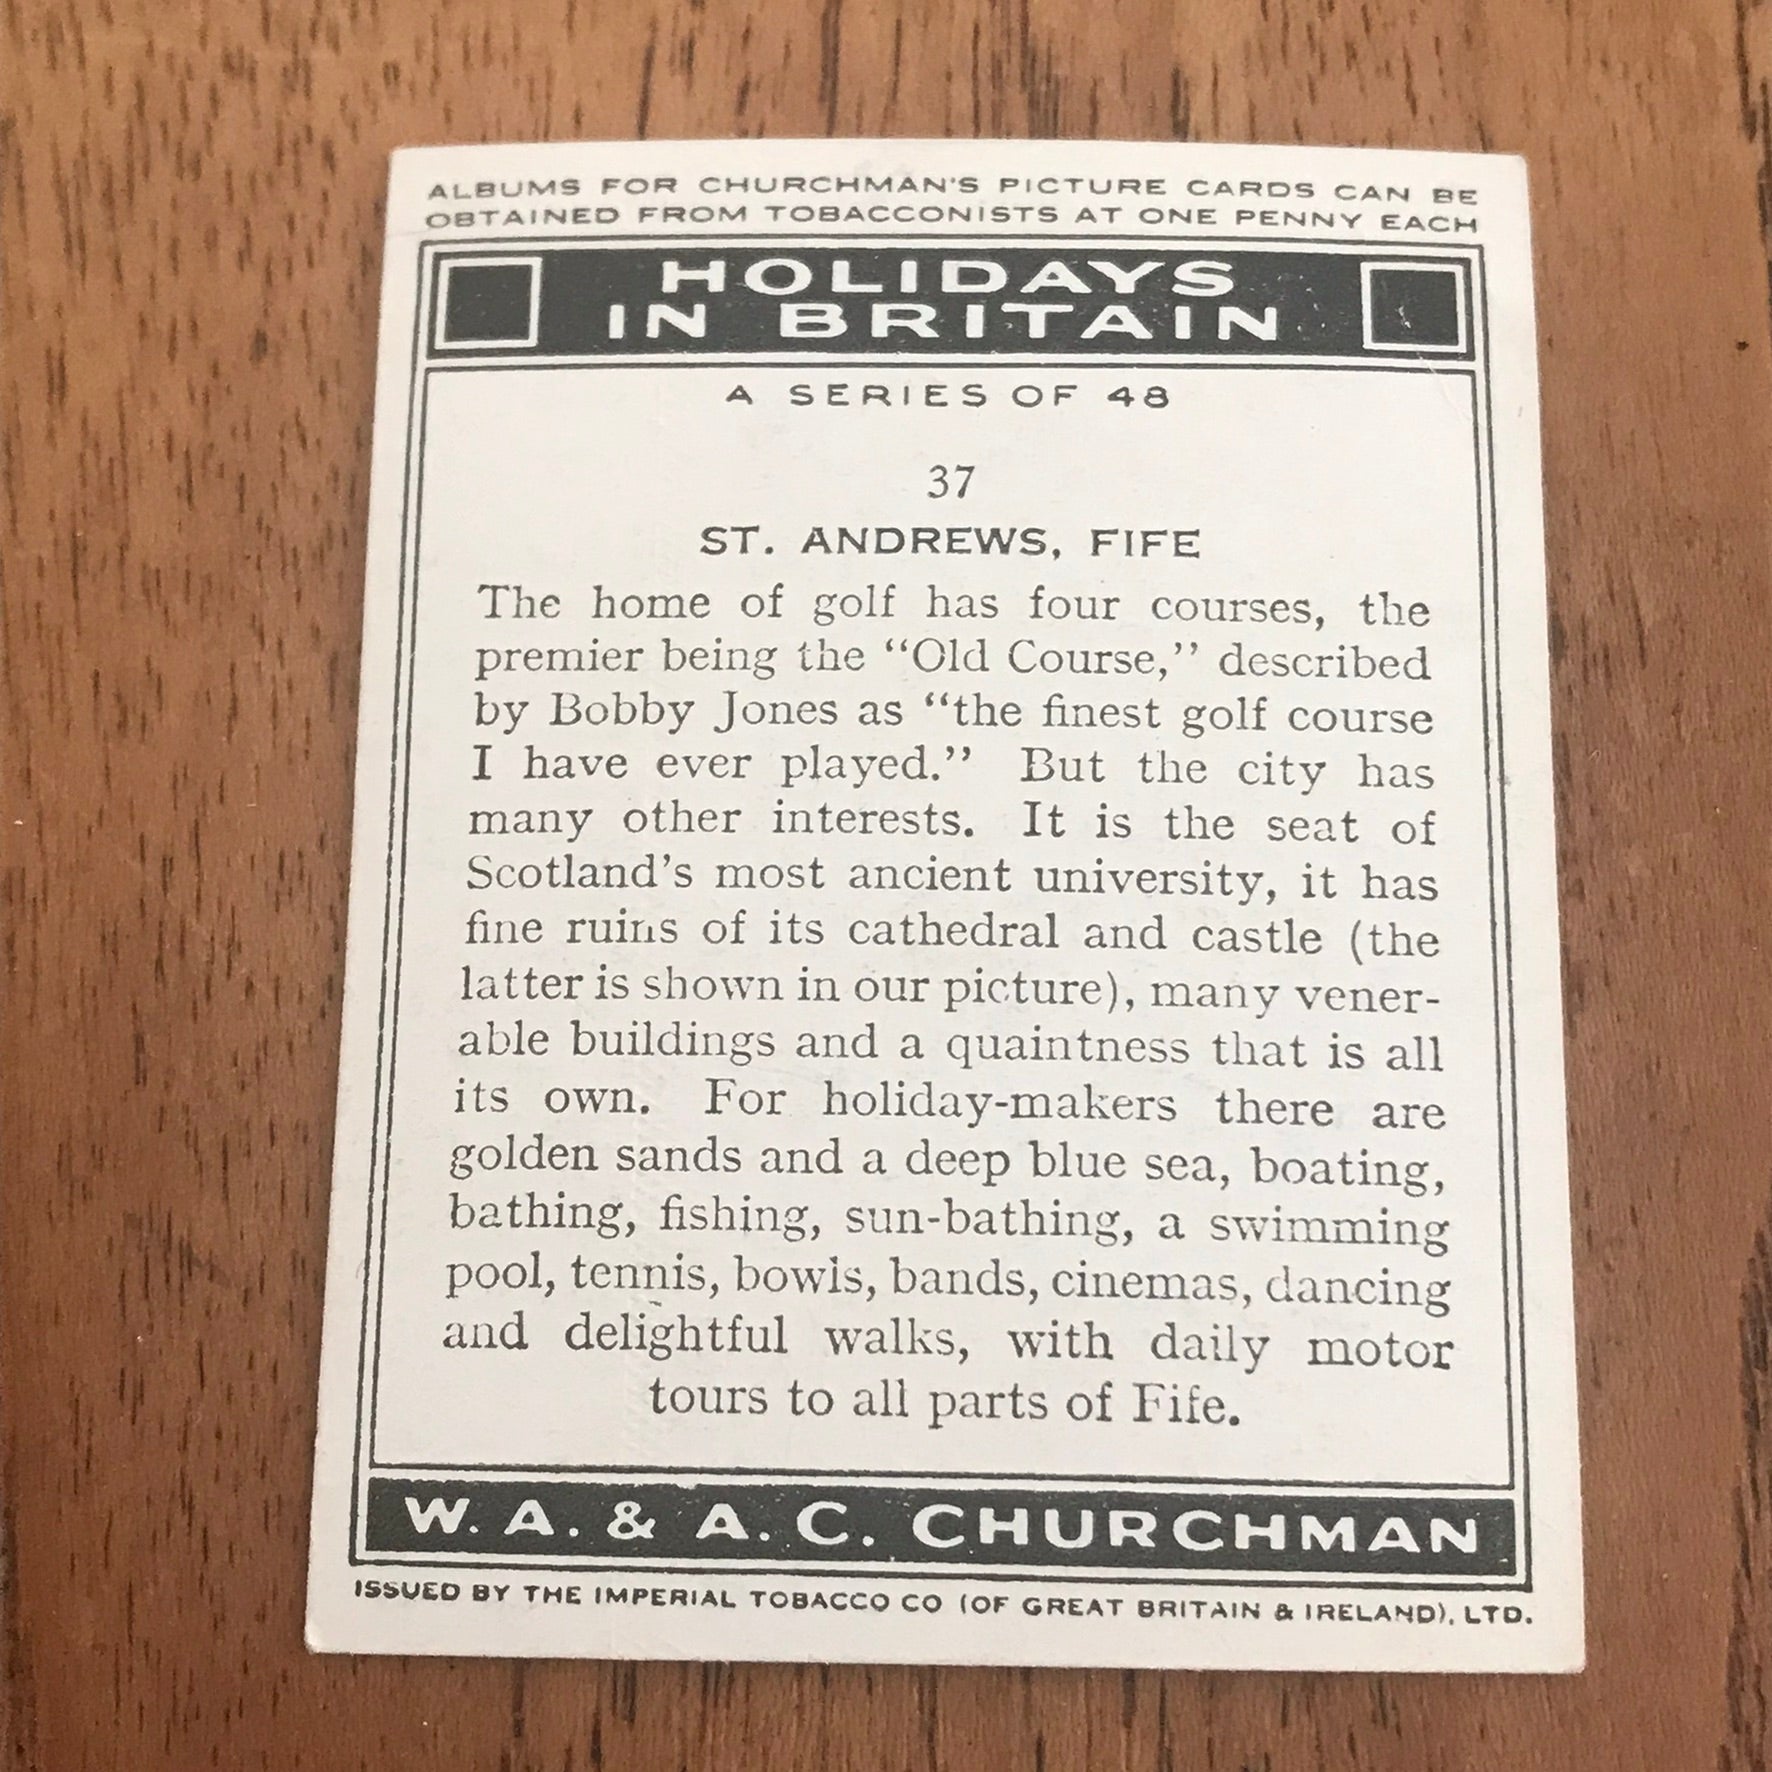 ALBUMS FOR CHURCHMAN'S PICTURE CARDS CAN BE
OBTAINED FROM TOBACCONISTS AT ONE PENNY EACH
HOLIDAYS
IN BRITAIN
A SERIES OF 48
37
ST. ANDREWS, FIFE
The home of golf has four courses, the
premier being the “Old Course,” described
by Bobby Jones as “the finest golf course
I have ever played.” But the city has
many other interests. It is the seat of
Scotland’s most ancient university, it has
fine ruins of its cathedral and castle (the
latter is shown in our picture), many vener-
able buildings and a quaintness that is all
its own. For holiday-makers there are
golden sands and a deep blue sea, boating,
bathing, fishing, sun-bathing, a swimming
pool, tennis, bowls, bands, cinemas, dancing
and delightful walks, with daily motor
tours to all parts of Fife.
W. A. & A. C. CHURCHMAN
ISSUED BY THE IMPERIAL TOBACCO CO (OF GREAT BRITAIN & IRELAND), LTD.